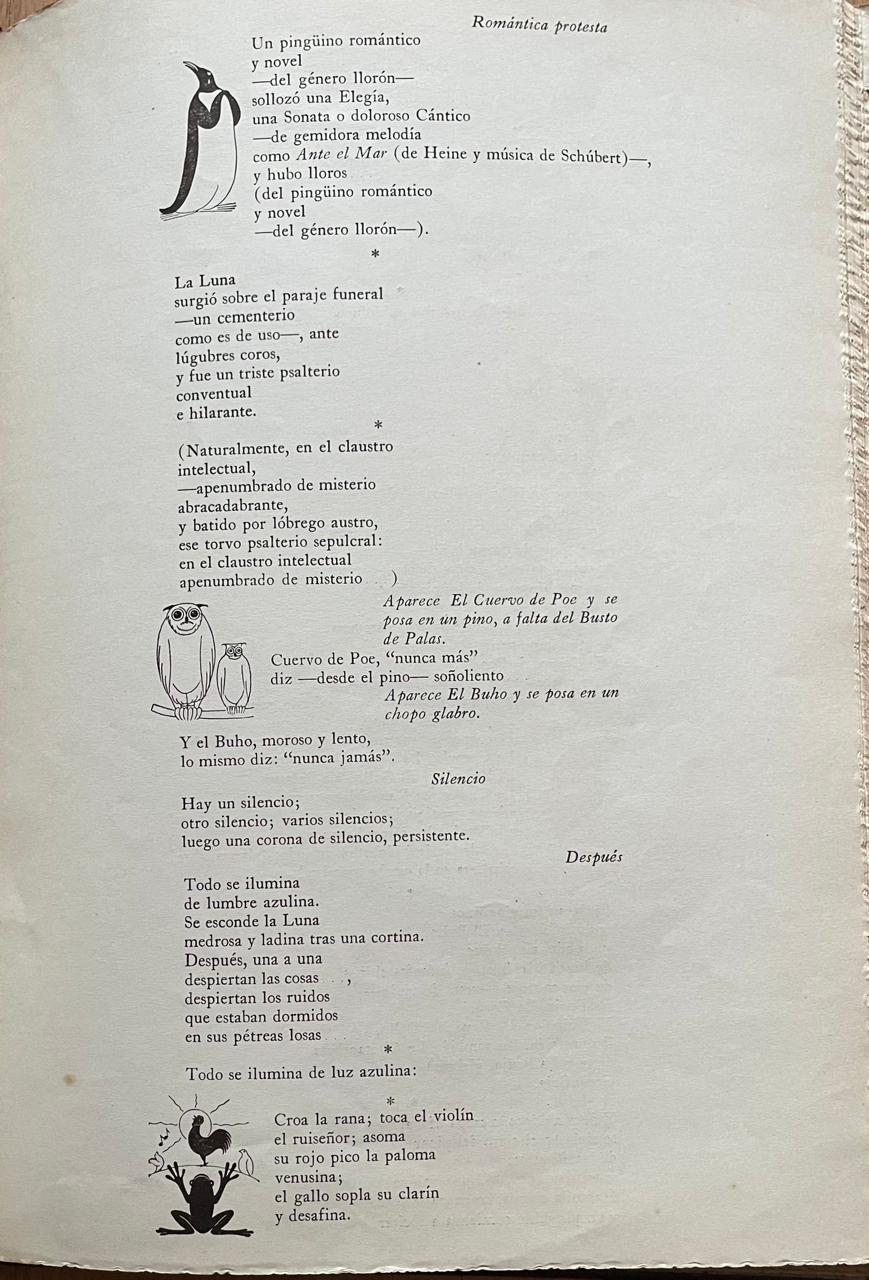 Romántica protesta
Un pingüino romántico
y novel
—del género llorón—
sollozó una Elegía,
una Sonata o doloroso Cántico
—de gemidora melodía
como Ante el Mar (de Heine y música de Schúbert)—,
y hubo lloros
(del pingüino romántico
y novel
—del género llorón—).
*
La Luna
surgió sobre el paraje funeral
—un cementerio
como es de uso—, ante
lúgubres coros,
y fue un triste psalterio
conventual
e hilarante.
*
(Naturalmente, en el claustro
intelectual,
—apenumbrado de misterio
abracadabrante,
y batido por lóbrego austro,
ese torvo psalterio sepulcral:
en el claustro intelectual
apenumbrado de misterio . . )
Aparece El Cuervo de Poe y se
posa en un pino, a falta del Busto
de Palas.
Cuervo de Poe, “nunca más”
diz —desde el pino— soñoliento
Aparece El Buho y se posa en un
chopo glabro.
Y el Buho, moroso y lento,
lo mismo diz: “nunca jamás”.
Silencio
Hay un silencio;
otro silencio; varios silencios;
luego una corona de silencio, persistente.
Después
Todo se ilumina
de lumbre azulina.
Se esconde la Luna
medrosa y ladina tras una cortina.
Después, una a una
despiertan las cosas . . ,
despiertan los ruidos
que estaban dormidos
en sus pétreas losas . .
*
Todo se ilumina de luz azulina:
*
Croa la rana; toca el violín
el ruiseñor; asoma
su rojo pico la paloma
venusina;
el gallo sopla su clarín
y desafina.